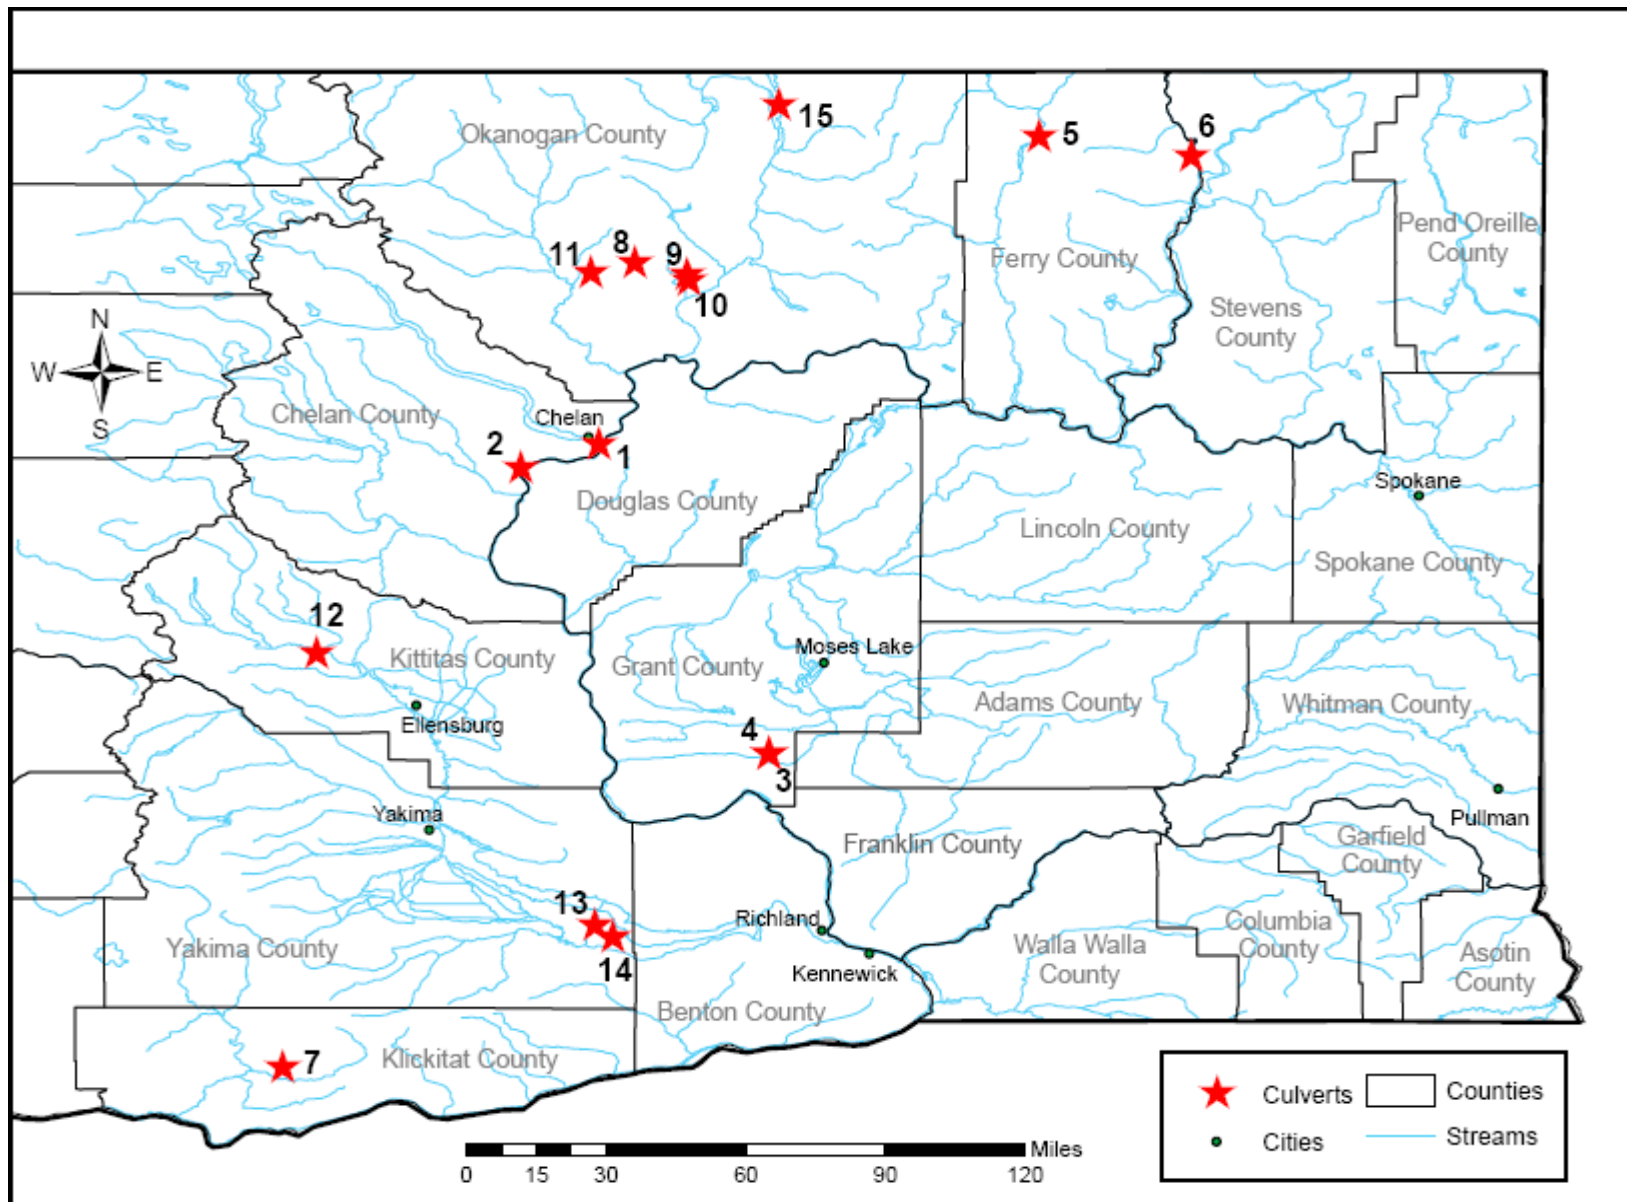 15
Okanogan County
5
6
Pend Oreille
County
11
8
9
10
Ferry County
Stevens
County
N
W
E
S
Chelan County
Chelan
2
1
Douglas County
Spokane
Lincoln County
Spokane County
12
Kittitas County
Moses Lake
Grant County
Adams County
Whitman County
Ellensburg
4
3
Yakima
Pullman
Franklin County
Garfield
County
13
Richland
Columbia
County
Yakima County
Walla Walla
County
14
Kennewick
Asotin
County
Benton County
7
Klickitat County
Culverts
Counties
Cities
Streams
Miles
0 15 30 60 90 120